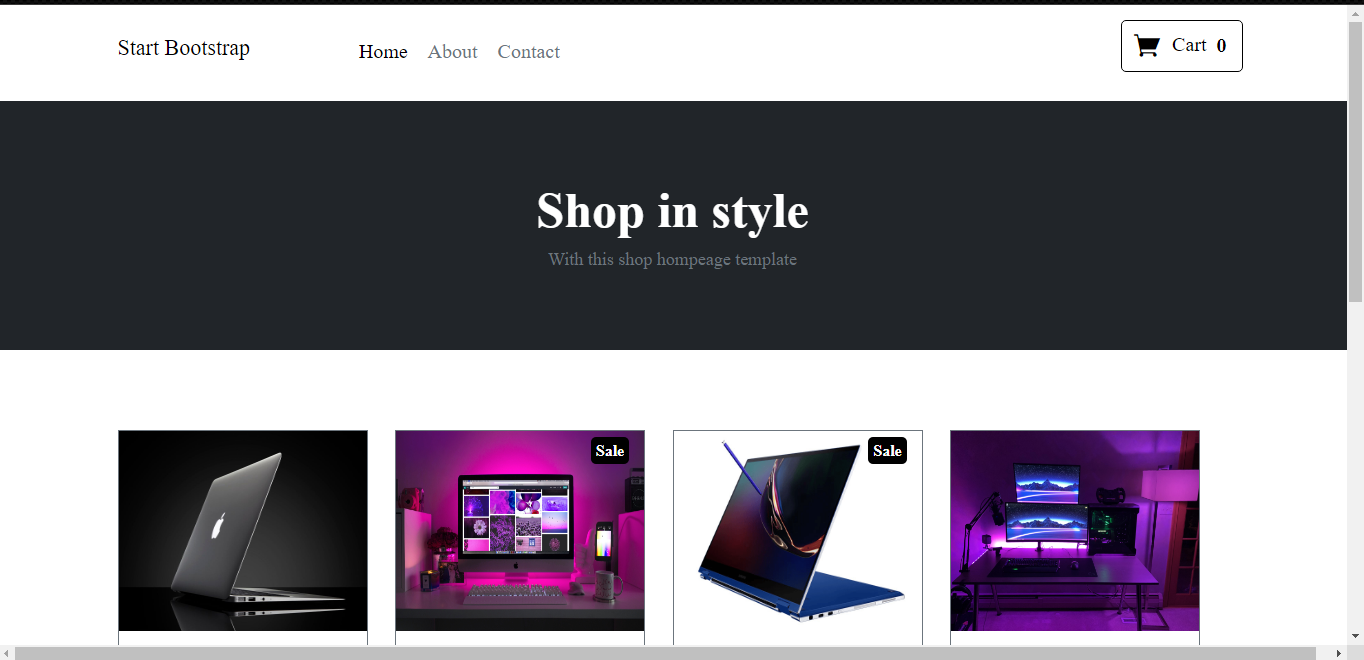 Start Bootstrap
Home About Contact
Cart 0
Shop in style
With this shop hompeage template
Sale
Sale